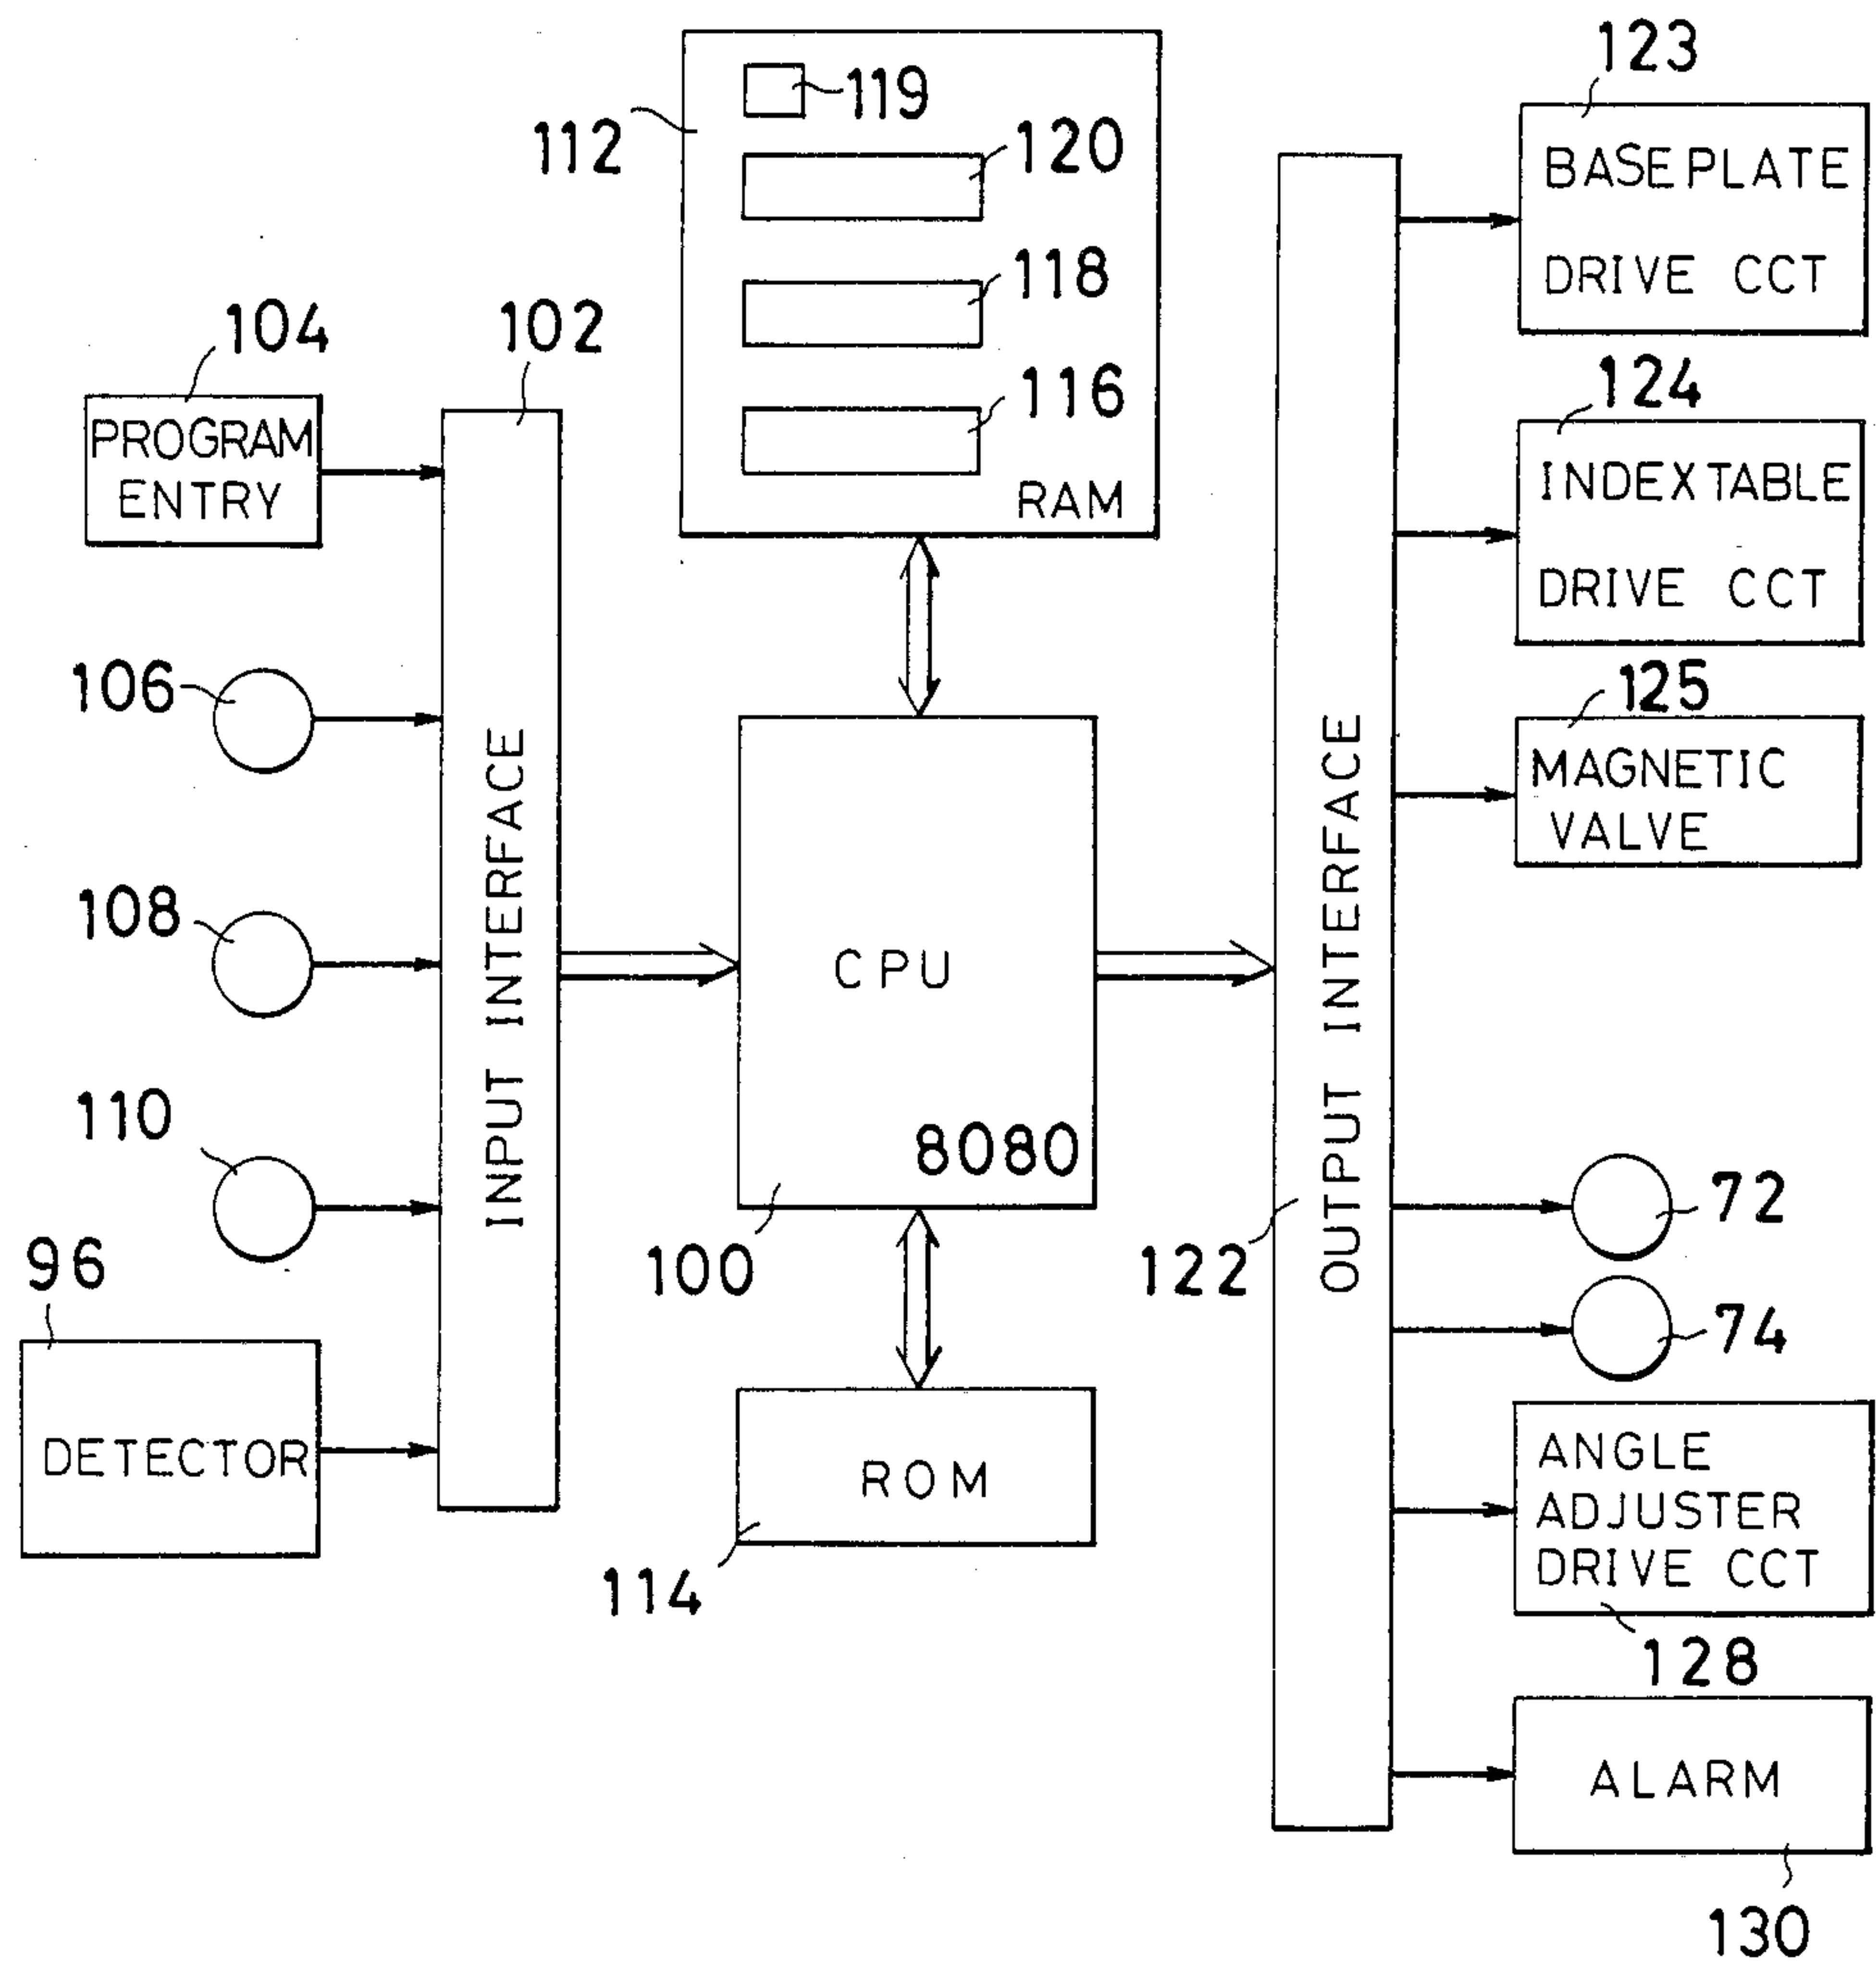 123
119
112
120
BASE PLATE
DRIVE CCT
118
104
102
116
124
PROGRAM
ENTRY
RAM
INDEX TABLE
DRIVE CCT
106
125
MAGNETIC
VALVE
INPUT INTERFACE
OUTPUT INTERFACE
108
CPU
110
8080
72
96
100
122
74
DETECTOR
ROM
ANGLE
ADJUSTER
DRIVE CCT
114
128
ALARM
130